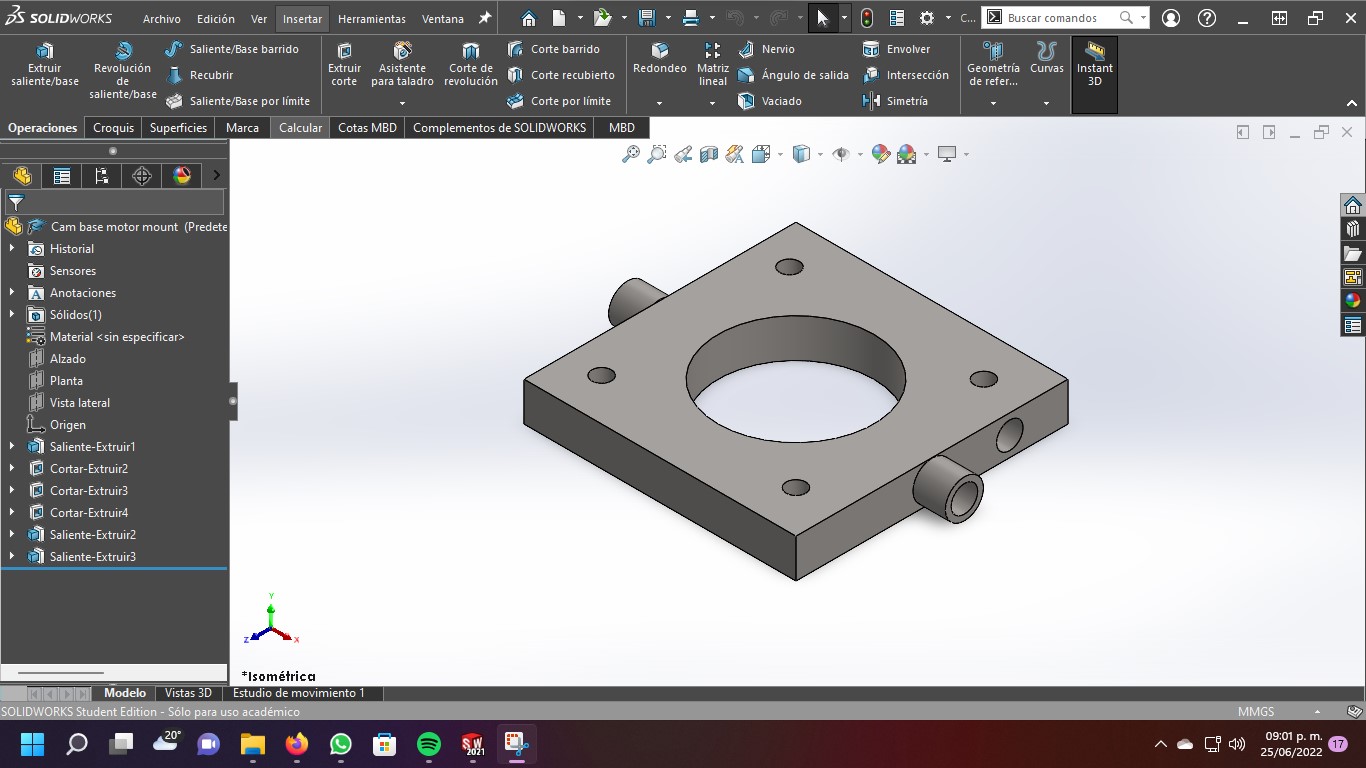 SOLIDWORKS Archivo Edición Ver Insertar Herramientas Ventana C... Buscar comandos
Extruir saliente/base
Revolución de saliente/base
Saliente/Base barrido
Recubrir
Saliente/Base por límite
Extruir corte
Asistente para taladro
Corte de revolución
Corte barrido
Corte recubierto
Corte por límite
Redondeo
Matriz lineal
Nervio
Ángulo de salida
Vaciado
Envolver
Intersección
Simetría
Geometría de refer...
Curvas
Instant 3D
Operaciones Croquis Superficies Marca Calcular Cotas MBD Complementos de SOLIDWORKS MBD
Cam base motor mount (Predete
Historial
Sensores
Anotaciones
Sólidos(1)
Material <sin especificar>
Alzado
Planta
Vista lateral
Origen
Saliente-Extruir1
Cortar-Extruir2
Cortar-Extruir3
Cortar-Extruir4
Saliente-Extruir2
Saliente-Extruir3
Y
Z X
*Isométrica
Modelo Vistas 3D Estudio de movimiento 1
SOLIDWORKS Student Edition - Sólo para uso académico MMGS
20° SW 2021 09:01 p. m.
25/06/2022 17